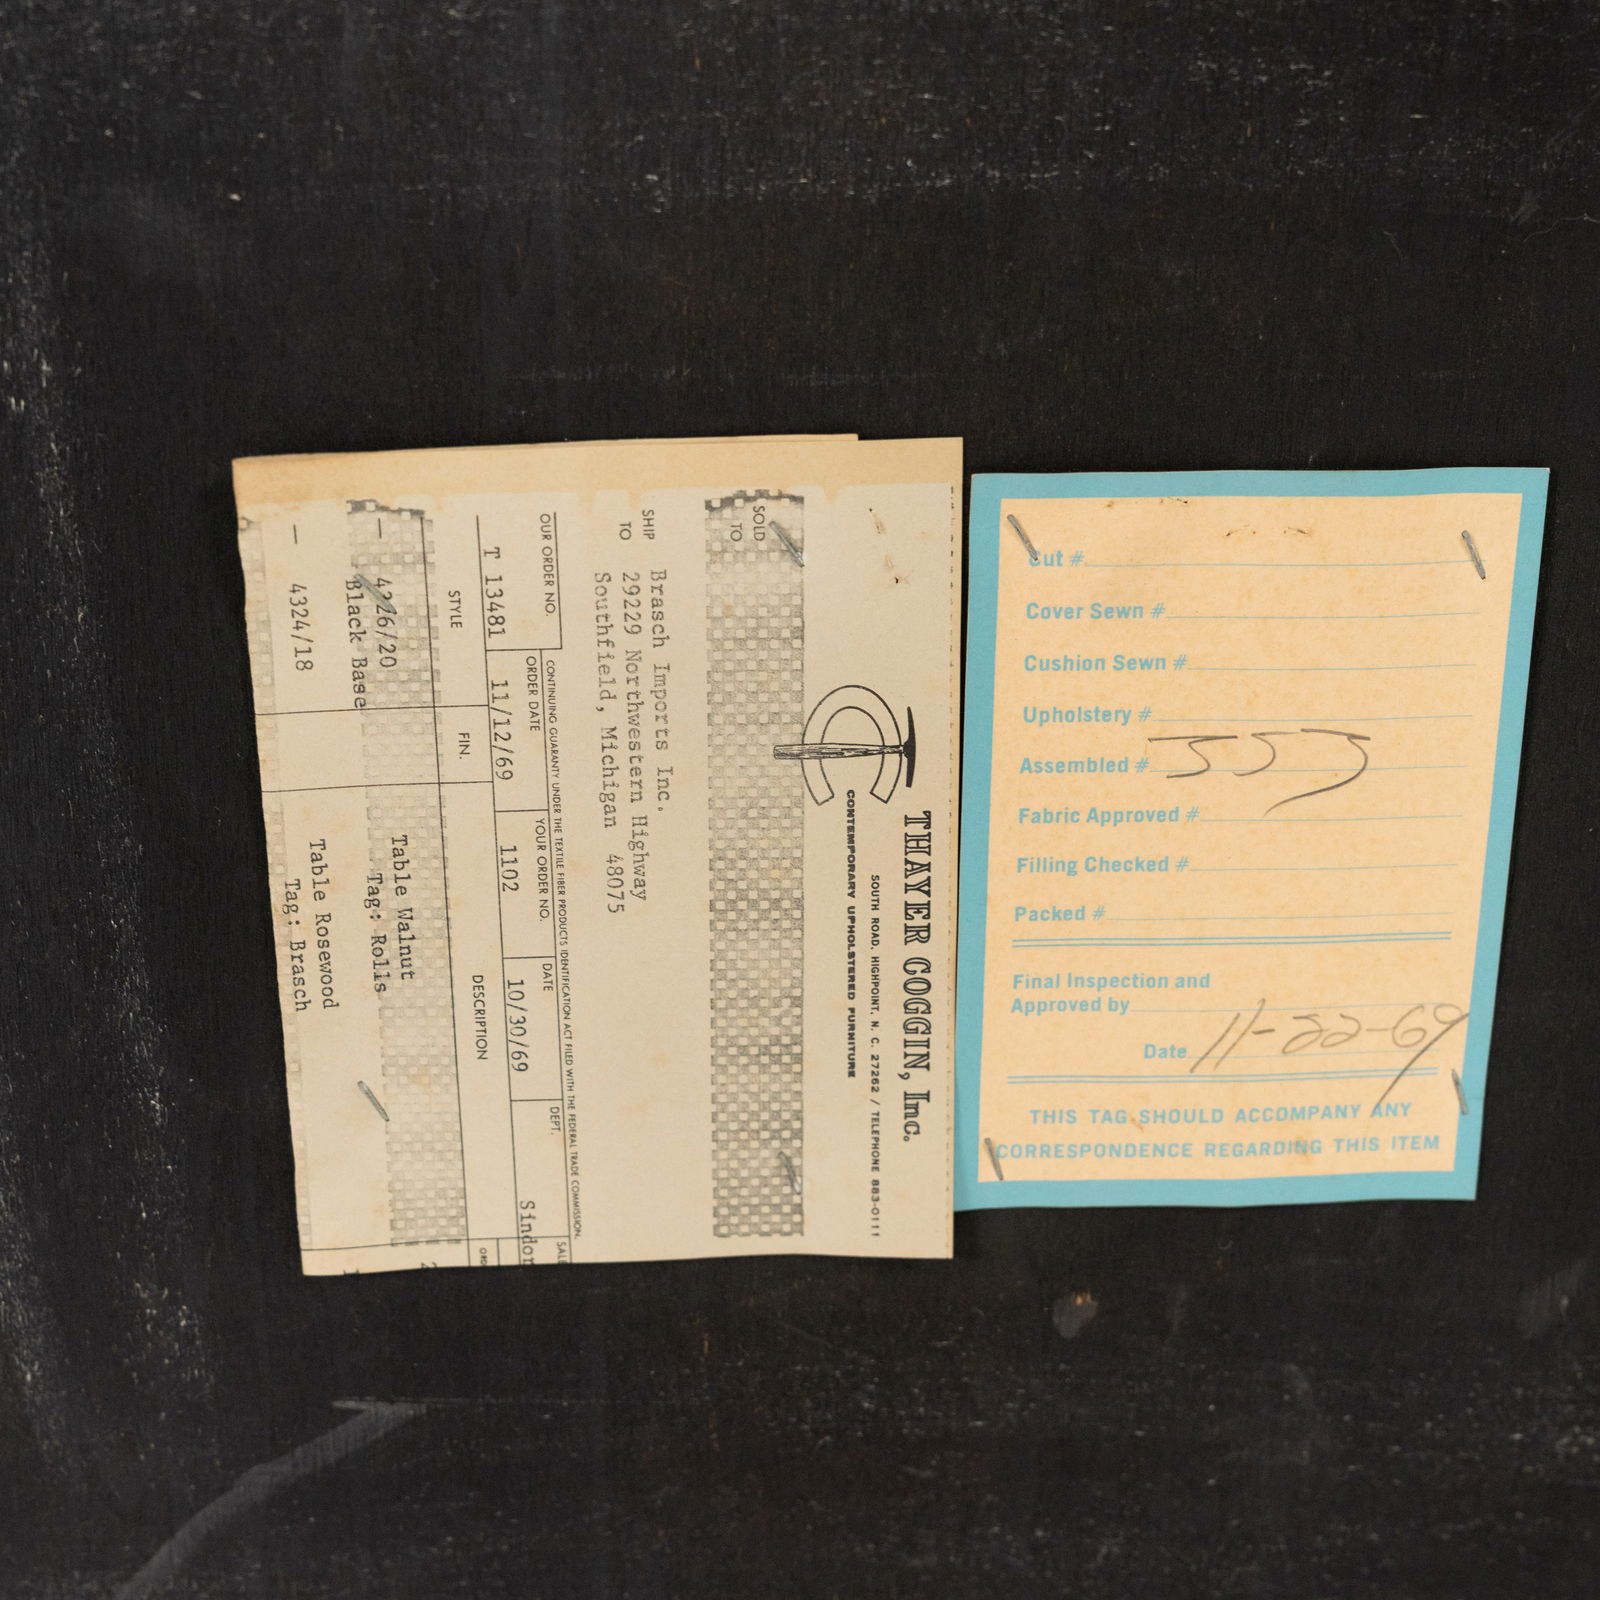 THAYER COGGIN, Inc.
SOUTH ROAD, HIGHPOINT, N. C. 27262 / TELEPHONE 883-0111
CONTEMPORARY UPHOLSTERED FURNITURE
SOLD
TO
SHIP
TO
Brasch Imports Inc.
29229 Northwestern Highway
Southfield, Michigan 48075
CONTINUING GUARANTY UNDER THE TEXTILE FIBER PRODUCTS IDENTIFICATION ACT FILED WITH THE FEDERAL TRADE COMMISSION.
OUR ORDER NO. ORDER DATE YOUR ORDER NO. DATE DEPT. SAL
T 13481 11/12/69 1102 10/30/69 Sindor
STYLE FIN. DESCRIPTION ORD
— 4226/20 Table Walnut 2
Black Base Tag: Rolls
— 4324/18 Table Rosewood
Tag: Brasch
Cut #
Cover Sewn #
Cushion Sewn #
Upholstery #
Assembled # 353
Fabric Approved #
Filling Checked #
Packed #
Final Inspection and
Approved by
Date 11-22-69
THIS TAG SHOULD ACCOMPANY ANY
CORRESPONDENCE REGARDING THIS ITEM